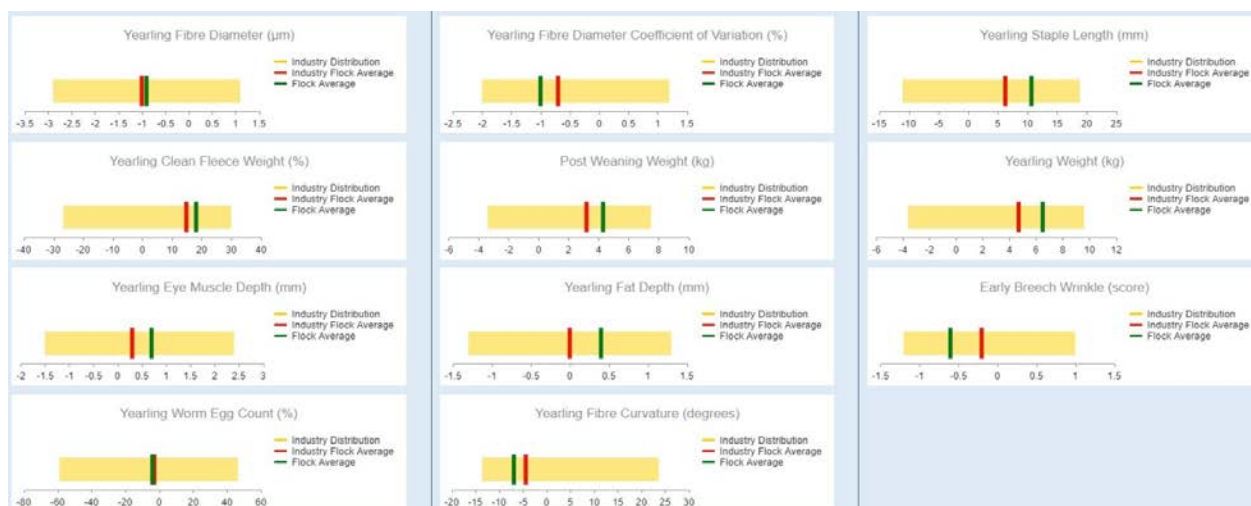 Yearling Fibre Diameter (µm)
Industry Distribution
Industry Flock Average
Flock Average
-3.5 -3 -2.5 -2 -1.5 -1 -0.5 0 0.5 1 1.5
Yearling Fibre Diameter Coefficient of Variation (%)
Industry Distribution
Industry Flock Average
Flock Average
-2.5 -2 -1.5 -1 -0.5 0 0.5 1 1.5
Yearling Staple Length (mm)
Industry Distribution
Industry Flock Average
Flock Average
-15 -10 -5 0 5 10 15 20 25
Yearling Clean Fleece Weight (%)
Industry Distribution
Industry Flock Average
Flock Average
-40 -30 -20 -10 0 10 20 30 40
Post Weaning Weight (kg)
Industry Distribution
Industry Flock Average
Flock Average
-6 -4 -2 0 2 4 6 8 10
Yearling Weight (kg)
Industry Distribution
Industry Flock Average
Flock Average
-6 -4 -2 0 2 4 6 8 10 12
Yearling Eye Muscle Depth (mm)
Industry Distribution
Industry Flock Average
Flock Average
-2 -1.5 -1 -0.5 0 0.5 1 1.5 2 2.5 3
Yearling Fat Depth (mm)
Industry Distribution
Industry Flock Average
Flock Average
-1.5 -1 -0.5 0 0.5 1 1.5
Early Breech Wrinkle (score)
Industry Distribution
Industry Flock Average
Flock Average
-1.5 -1 -0.5 0 0.5 1 1.5
Yearling Worm Egg Count (%)
Industry Distribution
Industry Flock Average
Flock Average
-80 -60 -40 -20 0 20 40 60
Yearling Fibre Curvature (degrees)
Industry Distribution
Industry Flock Average
Flock Average
-20 -15 -10 -5 0 5 10 15 20 25 30